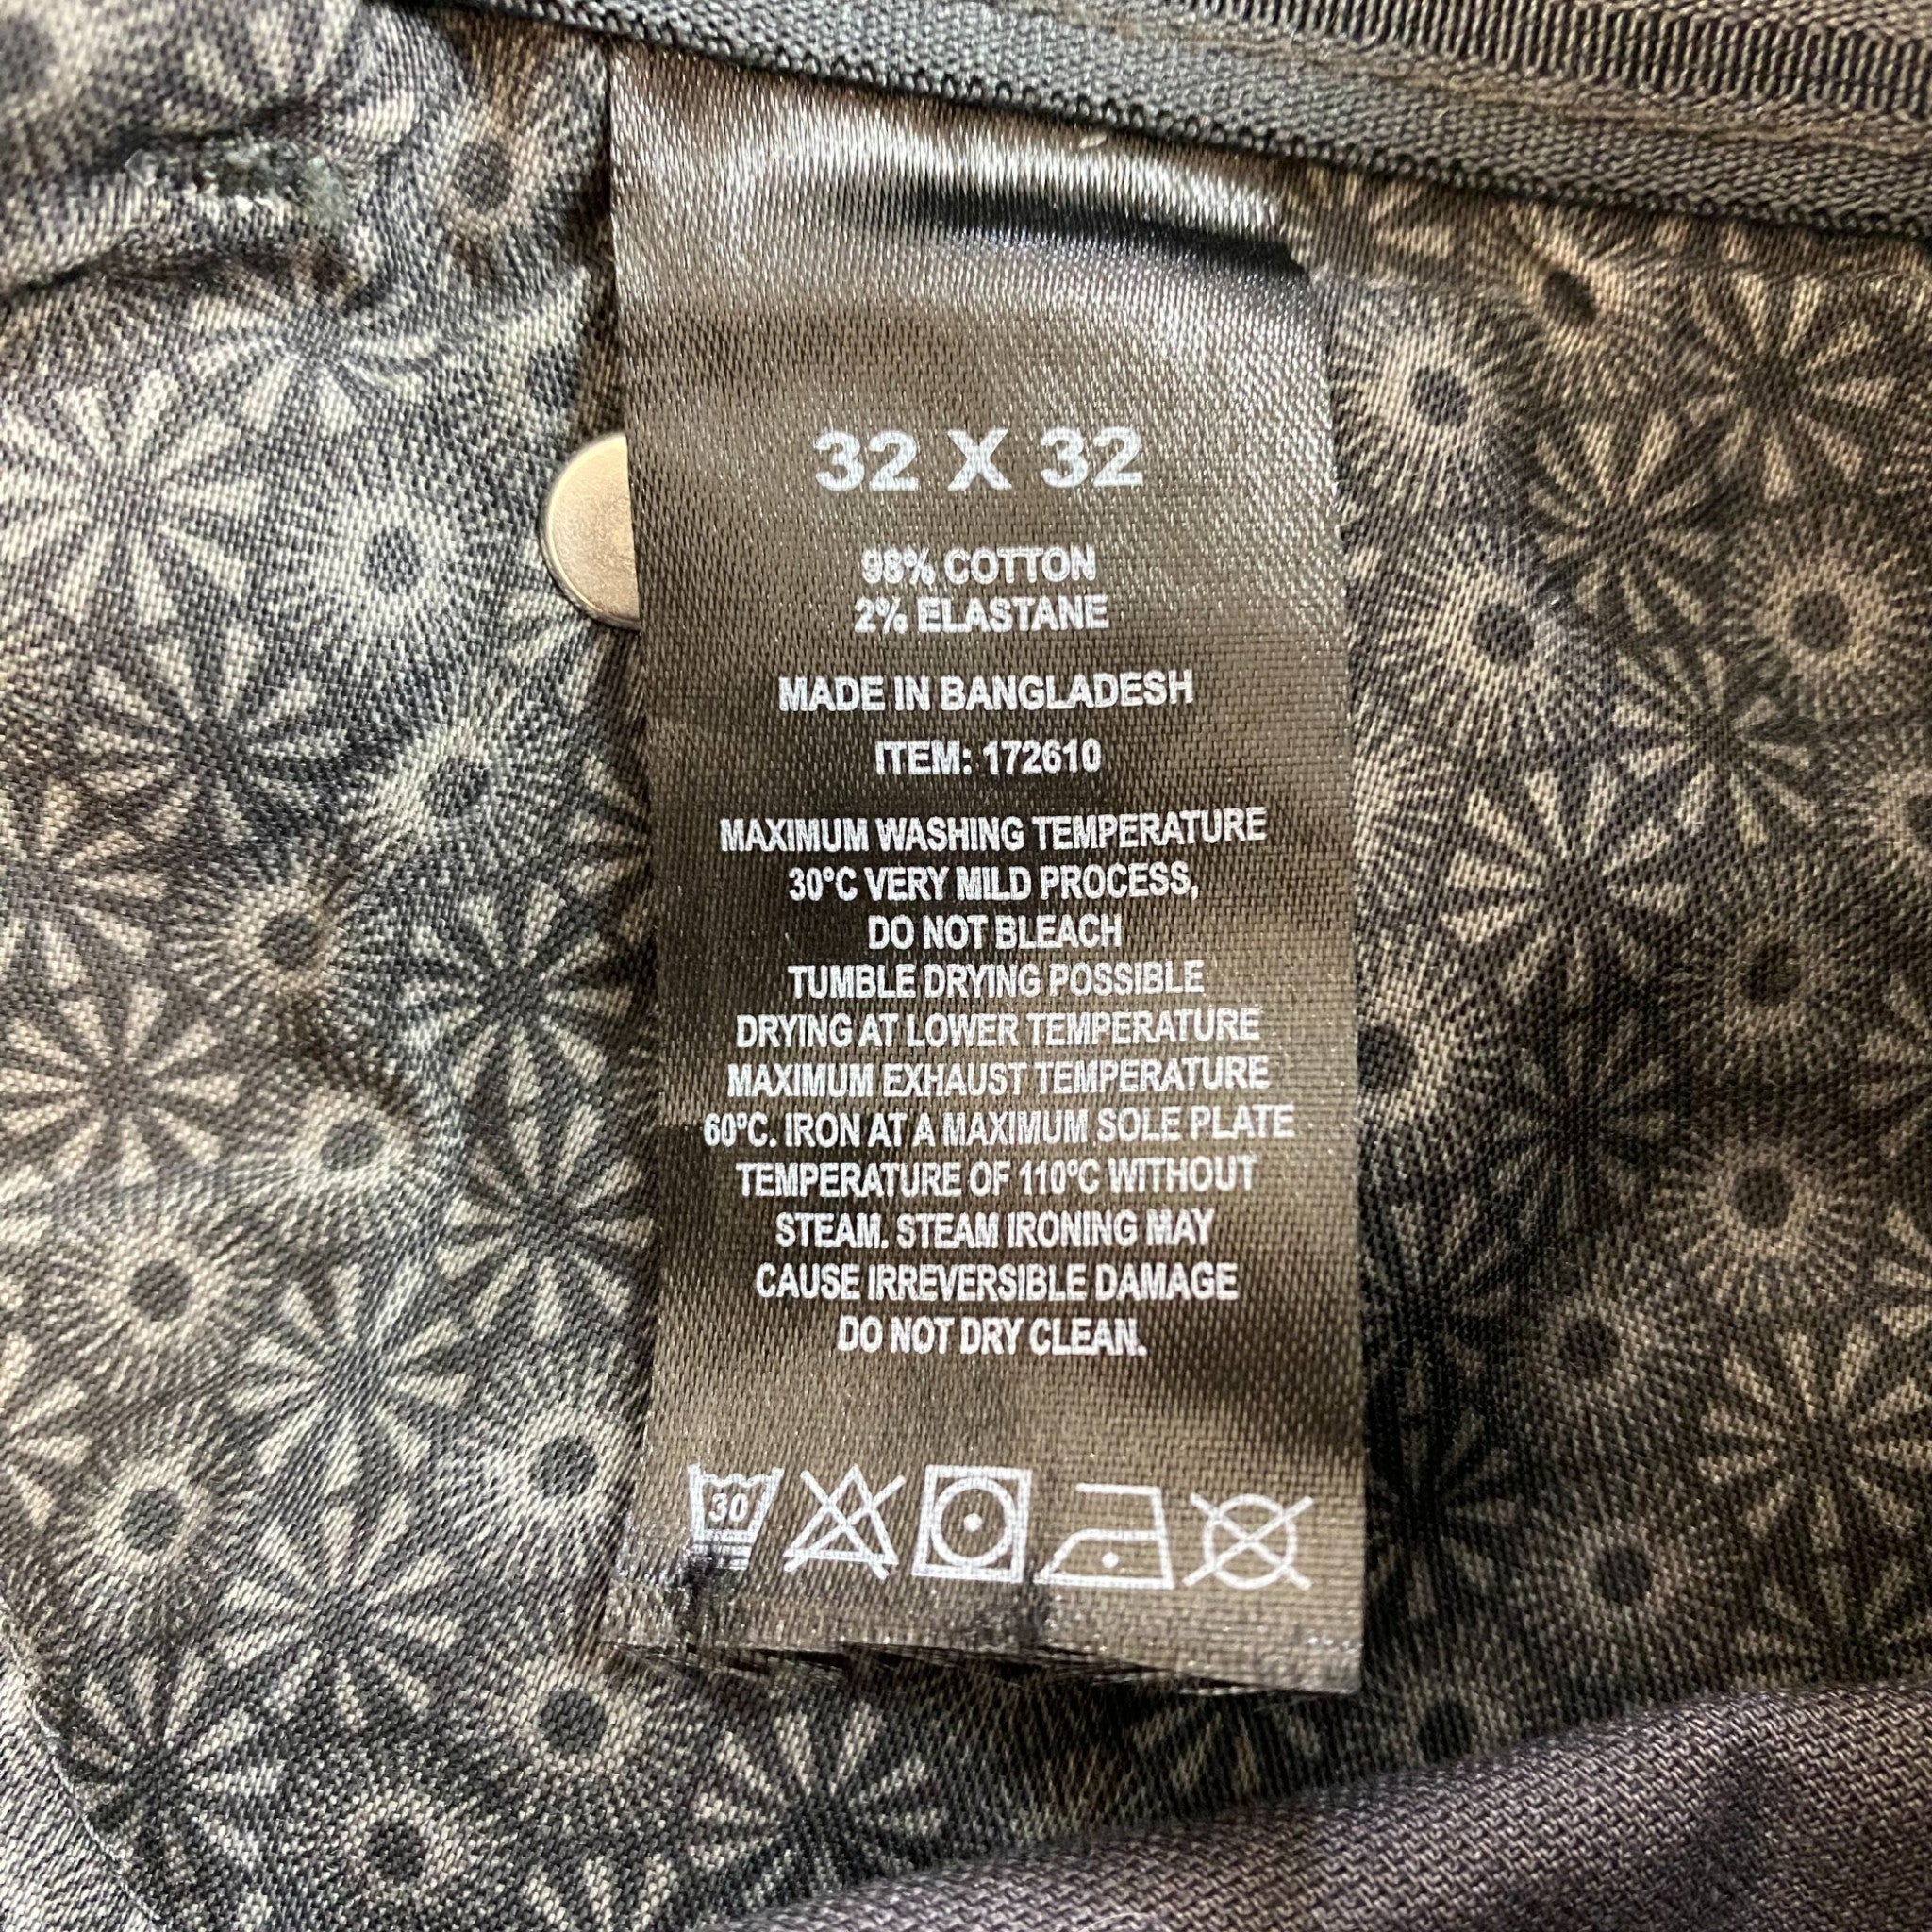 32 X 32
98% COTTON
2% ELASTANE
MADE IN BANGLADESH
ITEM: 172610
MAXIMUM WASHING TEMPERATURE
30°C VERY MILD PROCESS,
DO NOT BLEACH
TUMBLE DRYING POSSIBLE
DRYING AT LOWER TEMPERATURE
MAXIMUM EXHAUST TEMPERATURE
60°C. IRON AT A MAXIMUM SOLE PLATE
TEMPERATURE OF 110°C WITHOUT
STEAM. STEAM IRONING MAY
CAUSE IRREVERSIBLE DAMAGE
DO NOT DRY CLEAN.
30